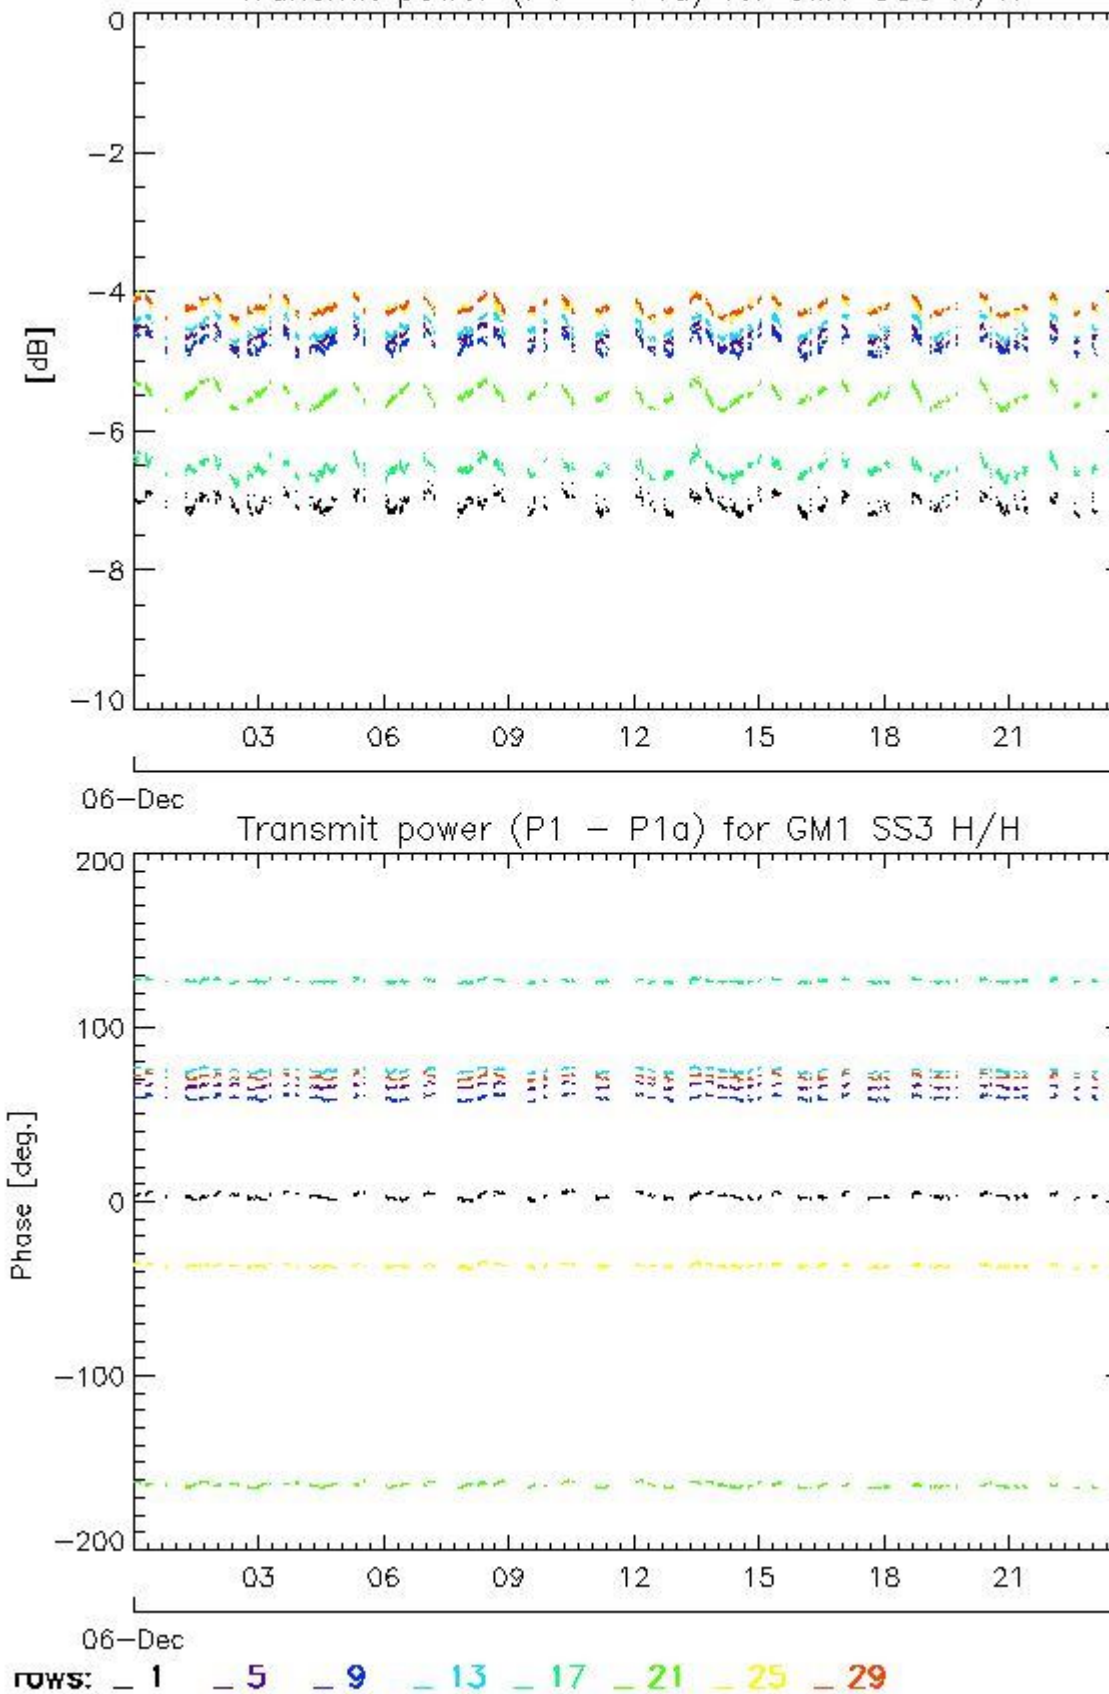 0
−2
−4
[dB]
−6
−8
−10
03 06 09 12 15 18 21
06−Dec
Transmit power (P1 − P1a) for GM1 SS3 H/H
200
100
Phase [deg.]
0
−100
−200
03 06 09 12 15 18 21
06−Dec
rows: _ 1 _ 5 _ 9 _ 13 _ 17 _ 21 _ 25 _ 29